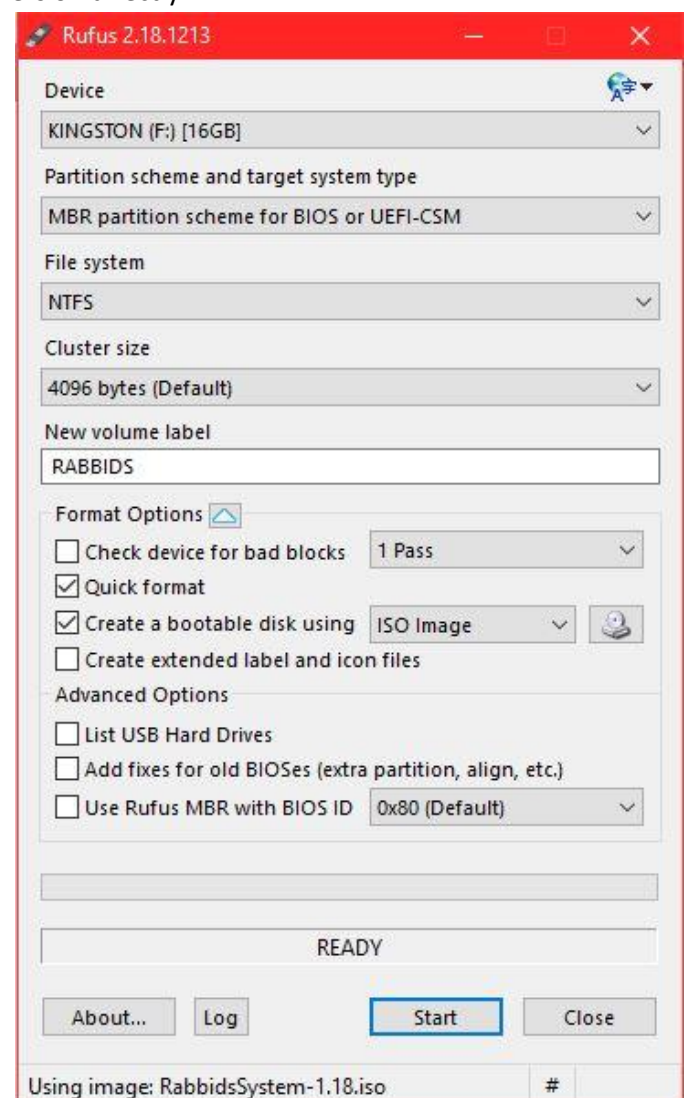 Rufus 2.18.1213
Device
KINGSTON (F:) [16GB]
Partition scheme and target system type
MBR partition scheme for BIOS or UEFI-CSM
File system
NTFS
Cluster size
4096 bytes (Default)
New volume label
RABBIDS
Format Options
Check device for bad blocks 1 Pass
Quick format
Create a bootable disk using ISO Image
Create extended label and icon files
Advanced Options
List USB Hard Drives
Add fixes for old BIOSes (extra partition, align, etc.)
Use Rufus MBR with BIOS ID 0x80 (Default)
READY
About... Log Start Close
Using image: RabbidsSystem-1.18.iso #